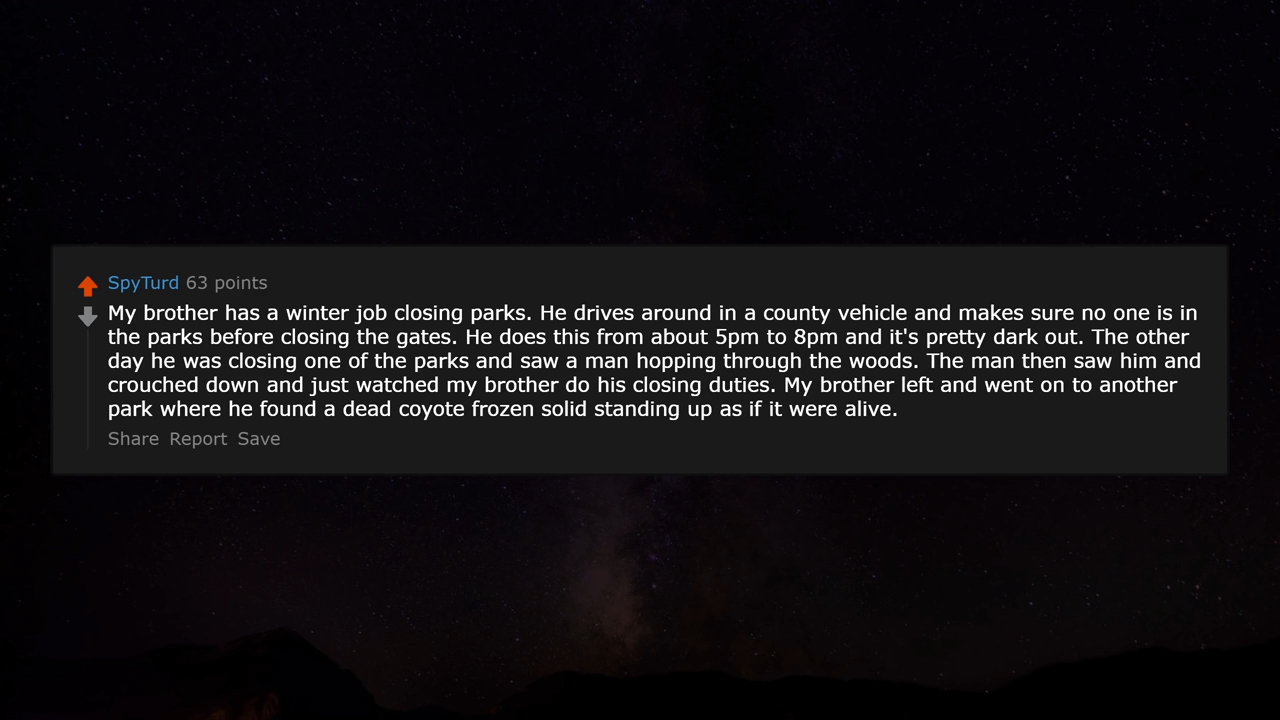 SpyTurd 63 points
My brother has a winter job closing parks. He drives around in a county vehicle and makes sure no one is in
the parks before closing the gates. He does this from about 5pm to 8pm and it's pretty dark out. The other
day he was closing one of the parks and saw a man hopping through the woods. The man then saw him and
crouched down and just watched my brother do his closing duties. My brother left and went on to another
park where he found a dead coyote frozen solid standing up as if it were alive.
Share Report Save